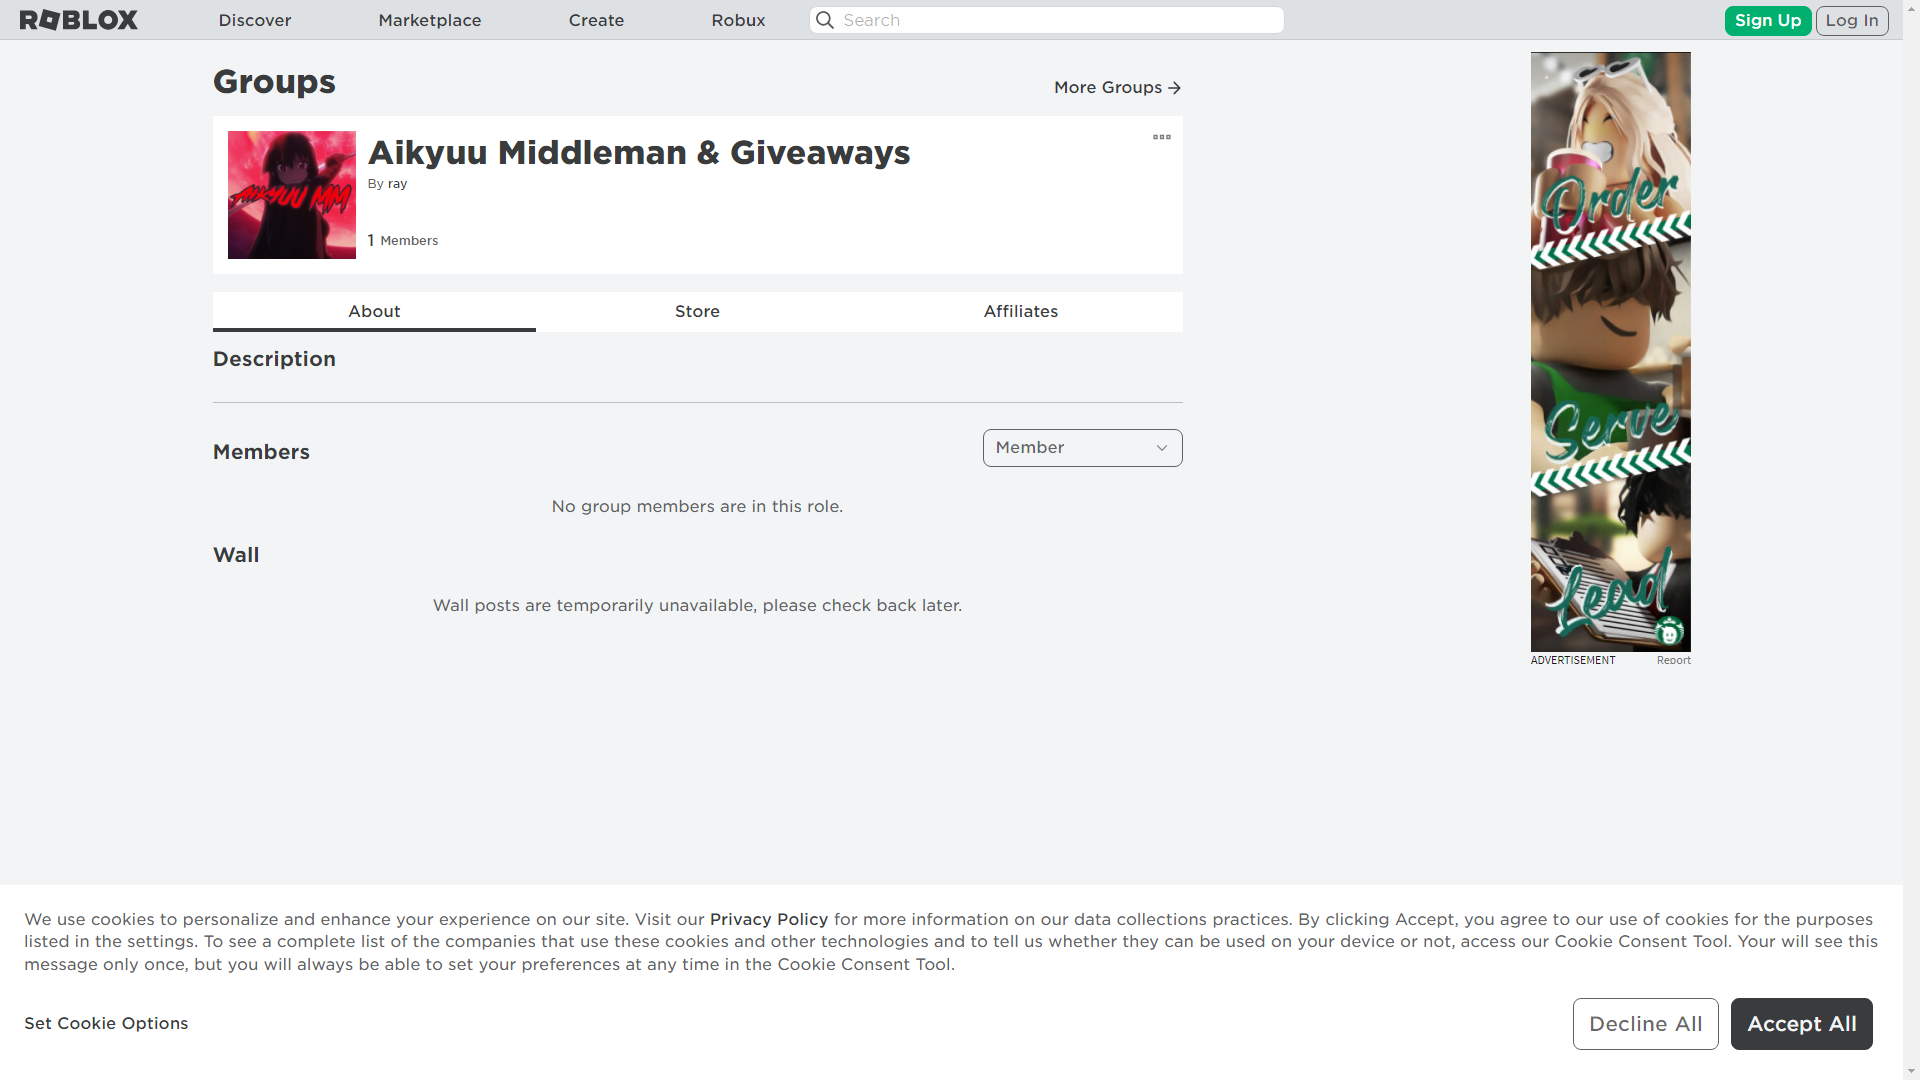 ROBLOX
Discover
Marketplace
Create
Robux
Search
Sign Up
Log In
Groups
More Groups
AIKYUU MM
Aikyuu Middleman & Giveaways
By ray
1 Members
About
Store
Affiliates
Description
Members
Member
No group members are in this role.
Wall
Wall posts are temporarily unavailable, please check back later.
Order
Serve
Lead
ADVERTISEMENT
Report
We use cookies to personalize and enhance your experience on our site. Visit our Privacy Policy for more information on our data collections practices. By clicking Accept, you agree to our use of cookies for the purposes
listed in the settings. To see a complete list of the companies that use these cookies and other technologies and to tell us whether they can be used on your device or not, access our Cookie Consent Tool. Your will see this
message only once, but you will always be able to set your preferences at any time in the Cookie Consent Tool.
Set Cookie Options
Decline All
Accept All